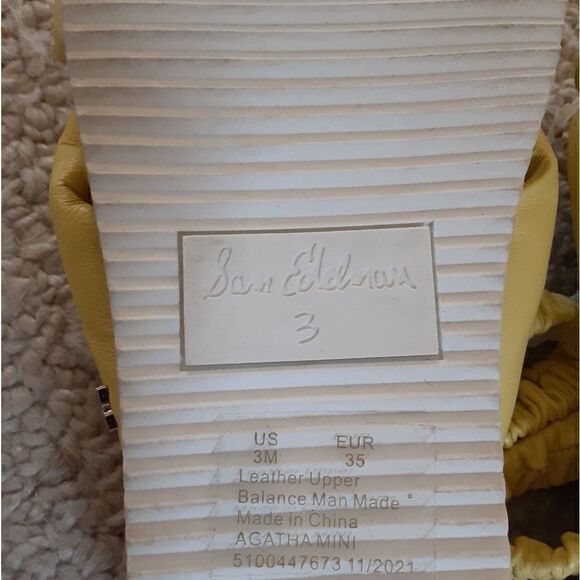 Sam Edelman
3
US EUR
3M 35
Leather Upper
Balance Man Made
Made in China
AGATHA MINI
5100447673 11/2021